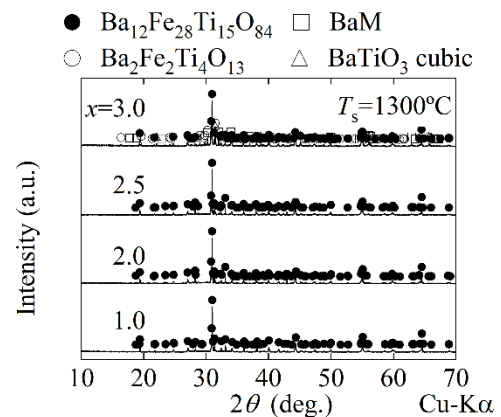 ● Ba₁₂Fe₂₈Ti₁₅O₈₄ □ BaM
○ Ba₂Fe₂Ti₄O₁₃ △ BaTiO₃ cubic
x=3.0 Tₛ=1300ºC
2.5
2.0
1.0
Intensity (a.u.)
10 20 30 40 50 60 70
2θ (deg.) Cu-Kα